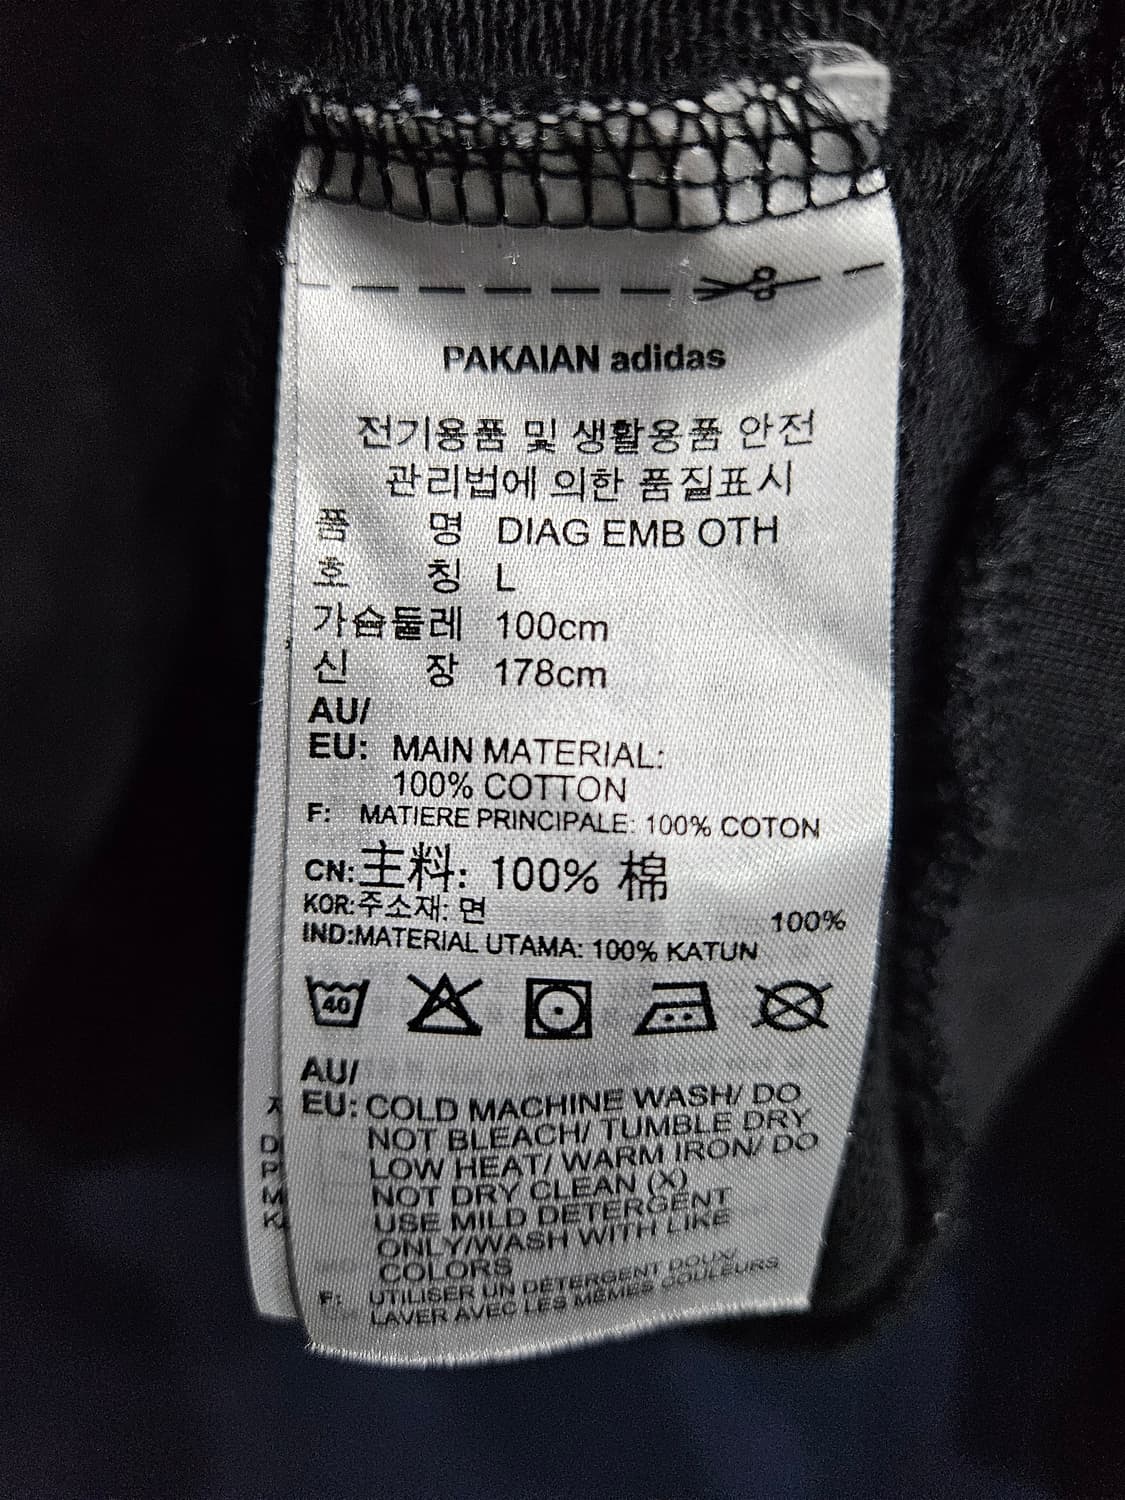 PAKAIAN adidas
전기용품 및 생활용품 안전
관리법에 의한 품질표시
품 명 DIAG EMB OTH
호 칭 L
가슴둘레 100cm
신 장 178cm
AU/
EU: MAIN MATERIAL:
100% COTTON
F: MATIERE PRINCIPALE: 100% COTON
CN:主料: 100% 棉
KOR:주소재: 면 100%
IND:MATERIAL UTAMA: 100% KATUN
40
AU/
EU: COLD MACHINE WASH/ DO
NOT BLEACH/ TUMBLE DRY
LOW HEAT/ WARM IRON/ DO
NOT DRY CLEAN (X)
USE MILD DETERGENT
ONLY/WASH WITH LIKE
COLORS
F: UTILISER UN DÉTERGENT DOUX/
LAVER AVEC LES MÊMES COULEURS